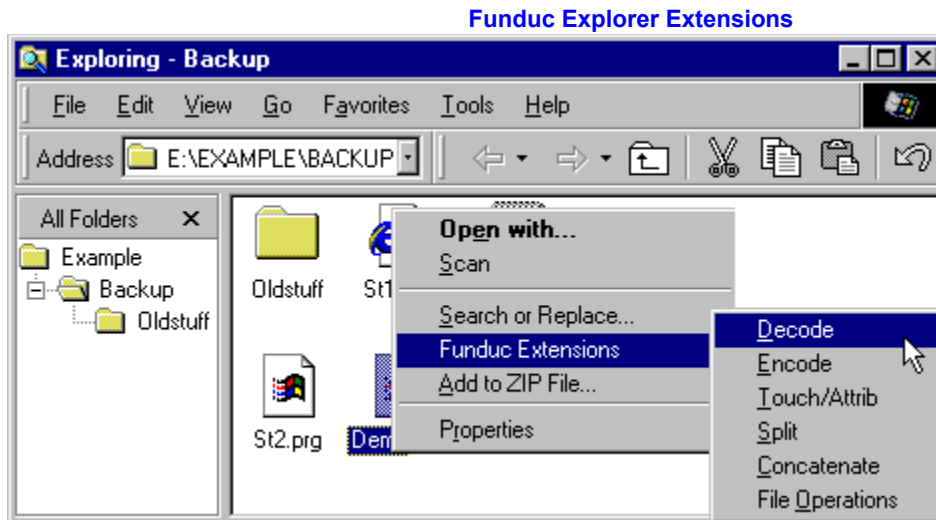 Funduc Explorer Extensions
Exploring - Backup
File Edit View Go Favorites Tools Help
Address E:\EXAMPLE\BACKUP
All Folders x
Example
Backup
Oldstuff
Oldstuff
St1
St2.prg
Dem
Open with...
Scan
Search or Replace...
Funduc Extensions
Add to ZIP File...
Properties
Decode
Encode
Touch/Attrib
Split
Concatenate
File Operations